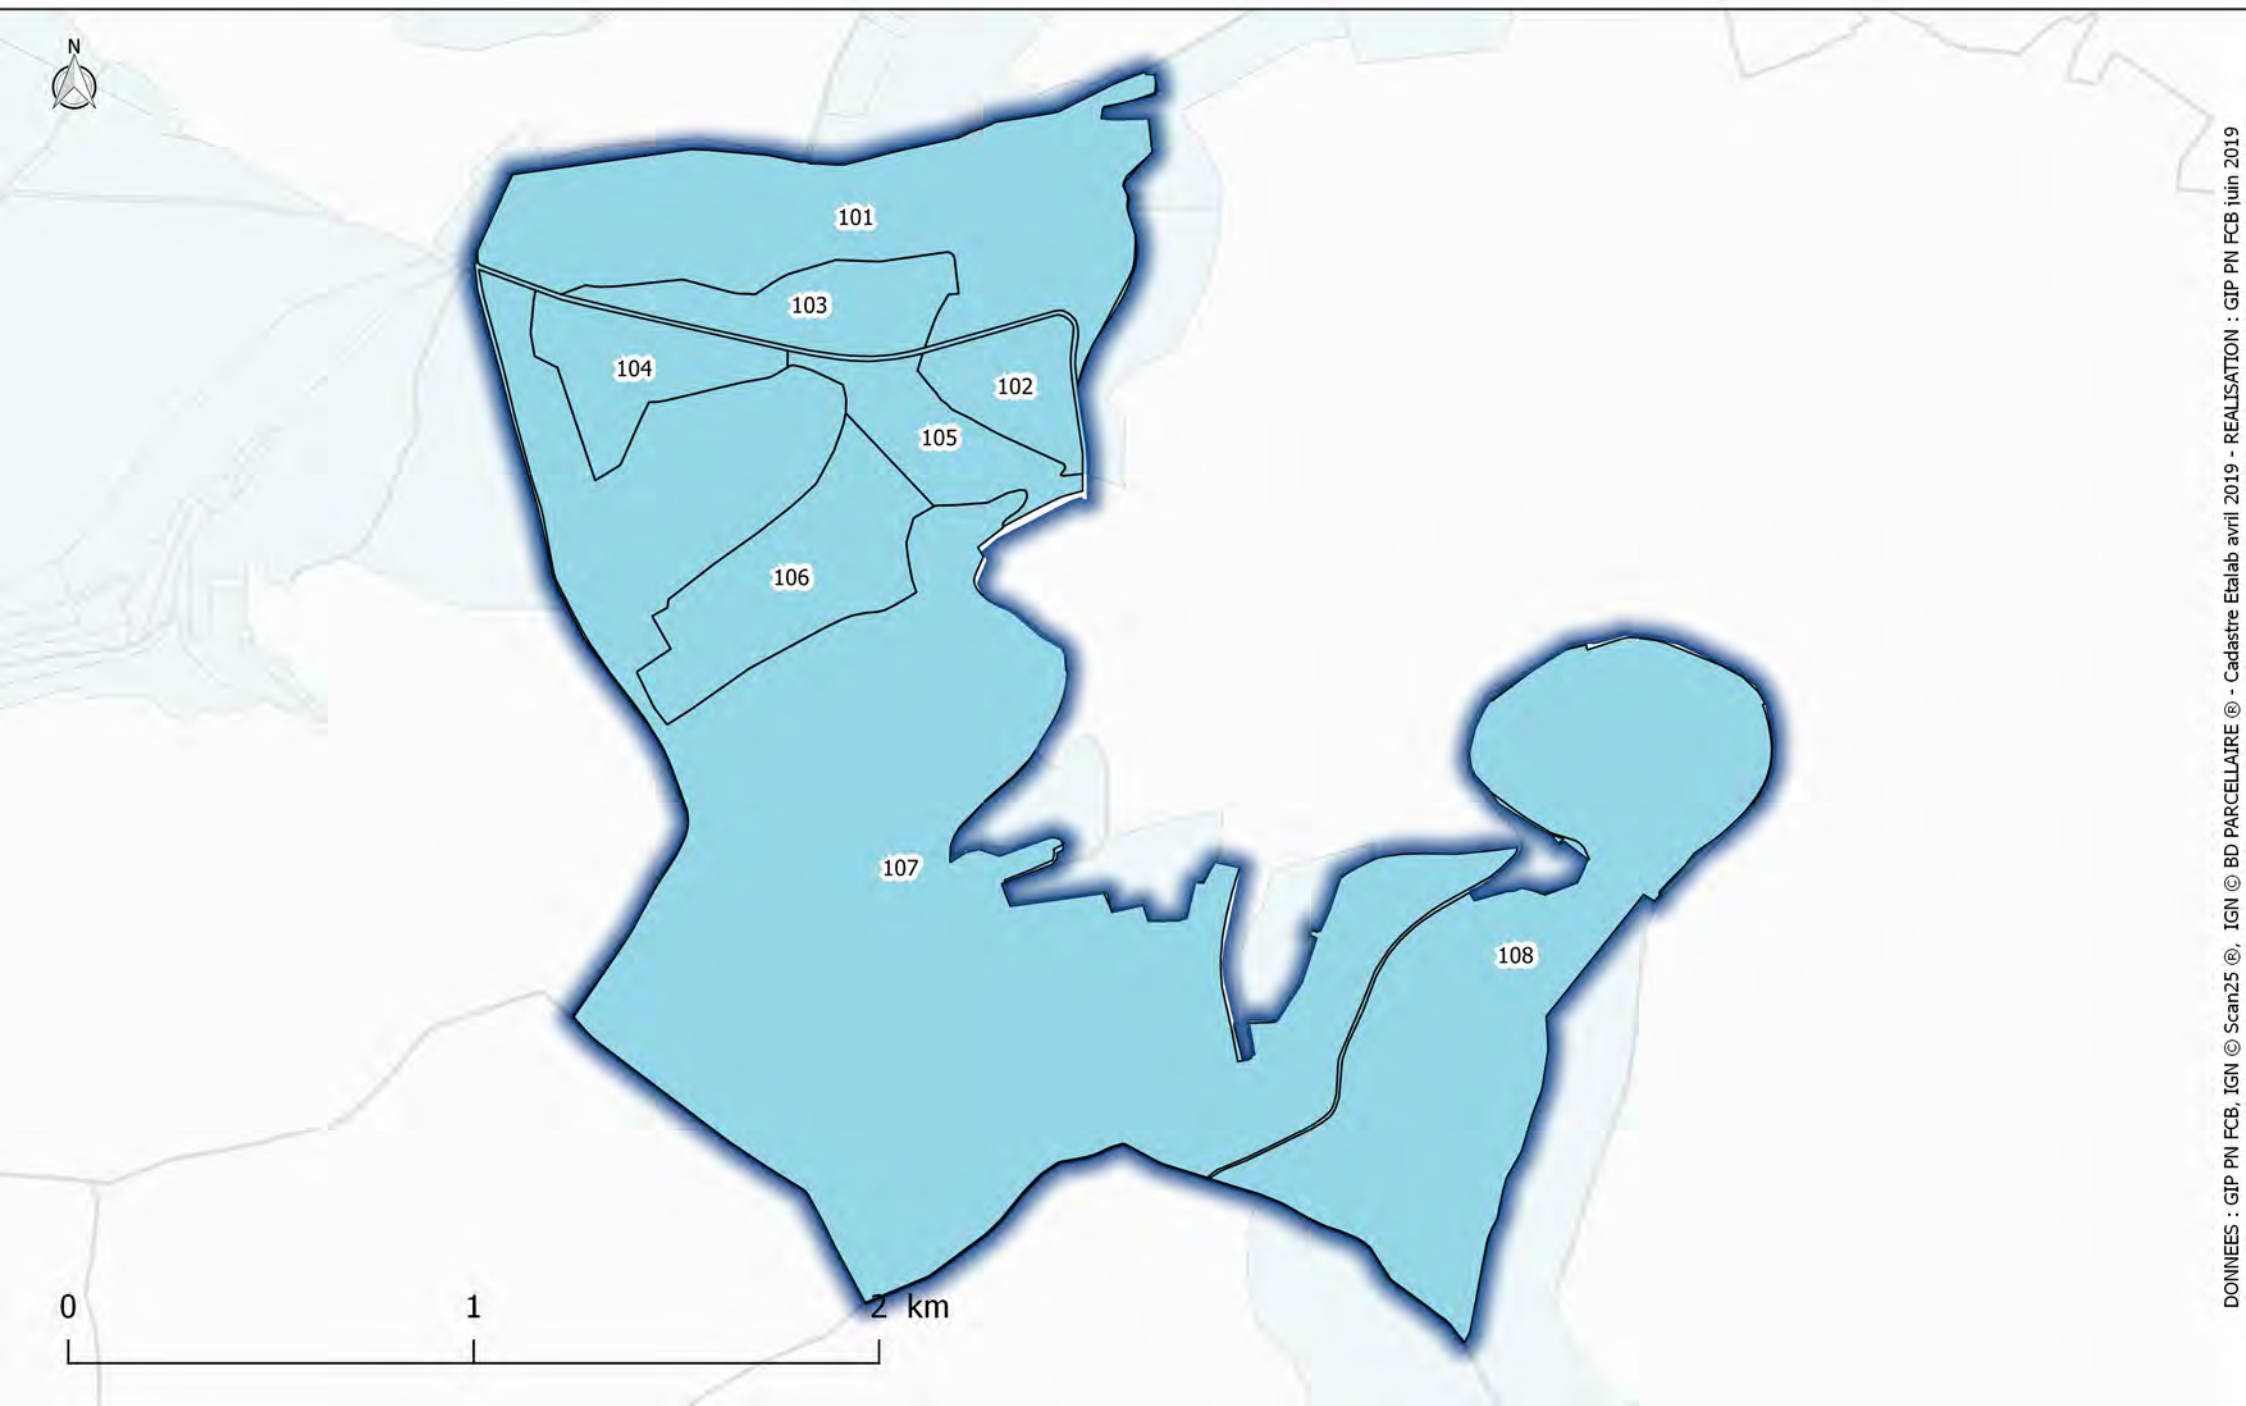 N
101
103
104
102
105
106
107
108
0 1 2 km
DONNEES : GIP PN FCB, IGN © Scan25 ®, IGN © BD PARCELLAIRE ® - Cadastre Etalab avril 2019 - REALISATION : GIP PN FCB juin 2019